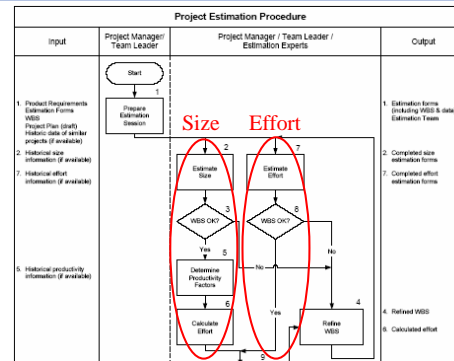 Project Estimation Procedure
Input
Project Manager/
Team Leader
Project Manager / Team Leader /
Estimation Experts
Output
Start
1
1. Product Requirements
Estimation Forms
WBS
Project Plan (draft)
Historic data of similar
projects (if available)
Prepare
Estimation
Session
1. Estimation forms
(including WBS & data)
Estimation Team
Size
Effort
2. Historical size
information (if available)
2
Estimate
Size
7
Estimate
Effort
2. Completed size
estimation forms
7. Historical effort
information (if available)
7. Completed effort
estimation forms
3
WBS OK?
8
WBS OK?
Yes
No
No
5
5. Historical productivity
information (if available)
Determine
Productivity
Factors
6
Calculate
Effort
Yes
4
Refine
WBS
4. Refined WBS
6. Calculated effort
9